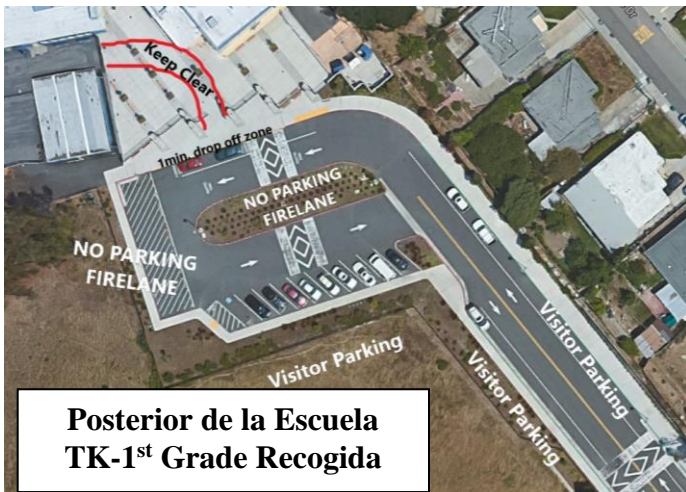 Keep Clear
1min. drop off zone
NO PARKING
FIRELANE
NO PARKING
FIRELANE
Visitor Parking
Visitor Parking
Visitor Parking
Posterior de la Escuela
TK-1st Grade Recogida